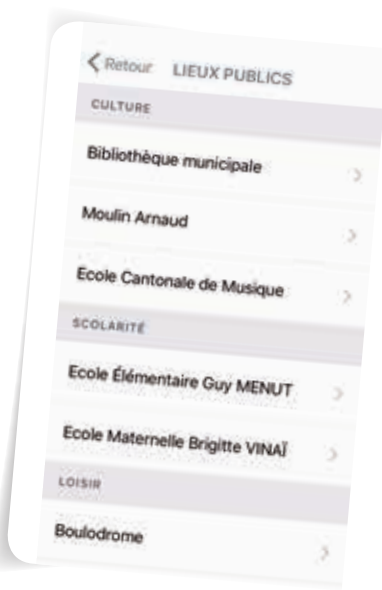 Retour LIEUX PUBLICS
CULTURE
Bibliothèque municipale
Moulin Arnaud
Ecole Cantonale de Musique
SCOLARITÉ
Ecole Élémentaire Guy MENUT
Ecole Maternelle Brigitte VINAÏ
LOISIR
Boulodrome